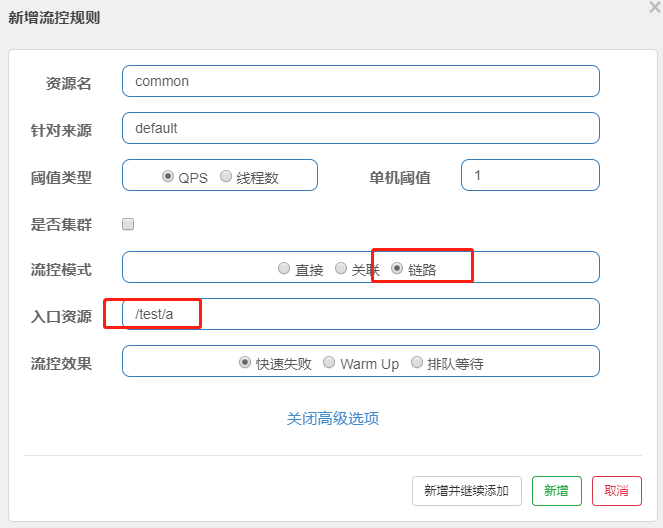 新增流控规则
资源名 common
针对来源 default
阈值类型 QPS 线程数 单机阈值 1
是否集群
流控模式 直接 关联 链路
入口资源 /test/a
流控效果 快速失败 Warm Up 排队等待
关闭高级选项
新增并继续添加 新增 取消